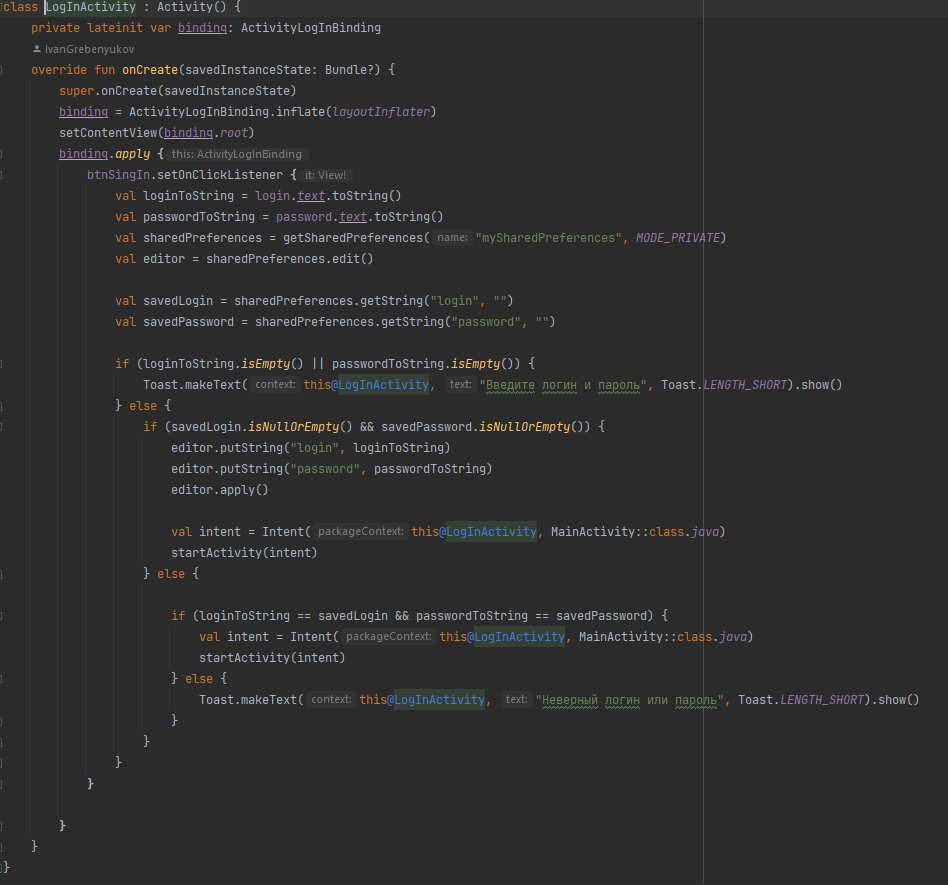 class LogInActivity : Activity() {
private lateinit var binding: ActivityLogInBinding
IvanGrebenyukov
override fun onCreate(savedInstanceState: Bundle?) {
super.onCreate(savedInstanceState)
binding = ActivityLogInBinding.inflate(layoutInflater)
setContentView(binding.root)
binding.apply { this: ActivityLogInBinding
btnSingIn.setOnClickListener { it: View!
val loginToString = login.text.toString()
val passwordToString = password.text.toString()
val sharedPreferences = getSharedPreferences( name: "mySharedPreferences", MODE_PRIVATE)
val editor = sharedPreferences.edit()
val savedLogin = sharedPreferences.getString("login", "")
val savedPassword = sharedPreferences.getString("password", "")
if (loginToString.isEmpty() || passwordToString.isEmpty()) {
Toast.makeText( context: this@LogInActivity, text: "Введите логин и пароль", Toast.LENGTH_SHORT).show()
} else {
if (savedLogin.isNullOrEmpty() && savedPassword.isNullOrEmpty()) {
editor.putString("login", loginToString)
editor.putString("password", passwordToString)
editor.apply()
val intent = Intent( packageContext: this@LogInActivity, MainActivity::class.java)
startActivity(intent)
} else {
if (loginToString == savedLogin && passwordToString == savedPassword) {
val intent = Intent( packageContext: this@LogInActivity, MainActivity::class.java)
startActivity(intent)
} else {
Toast.makeText( context: this@LogInActivity, text: "Неверный логин или пароль", Toast.LENGTH_SHORT).show()
}
}
}
}
}
}
}